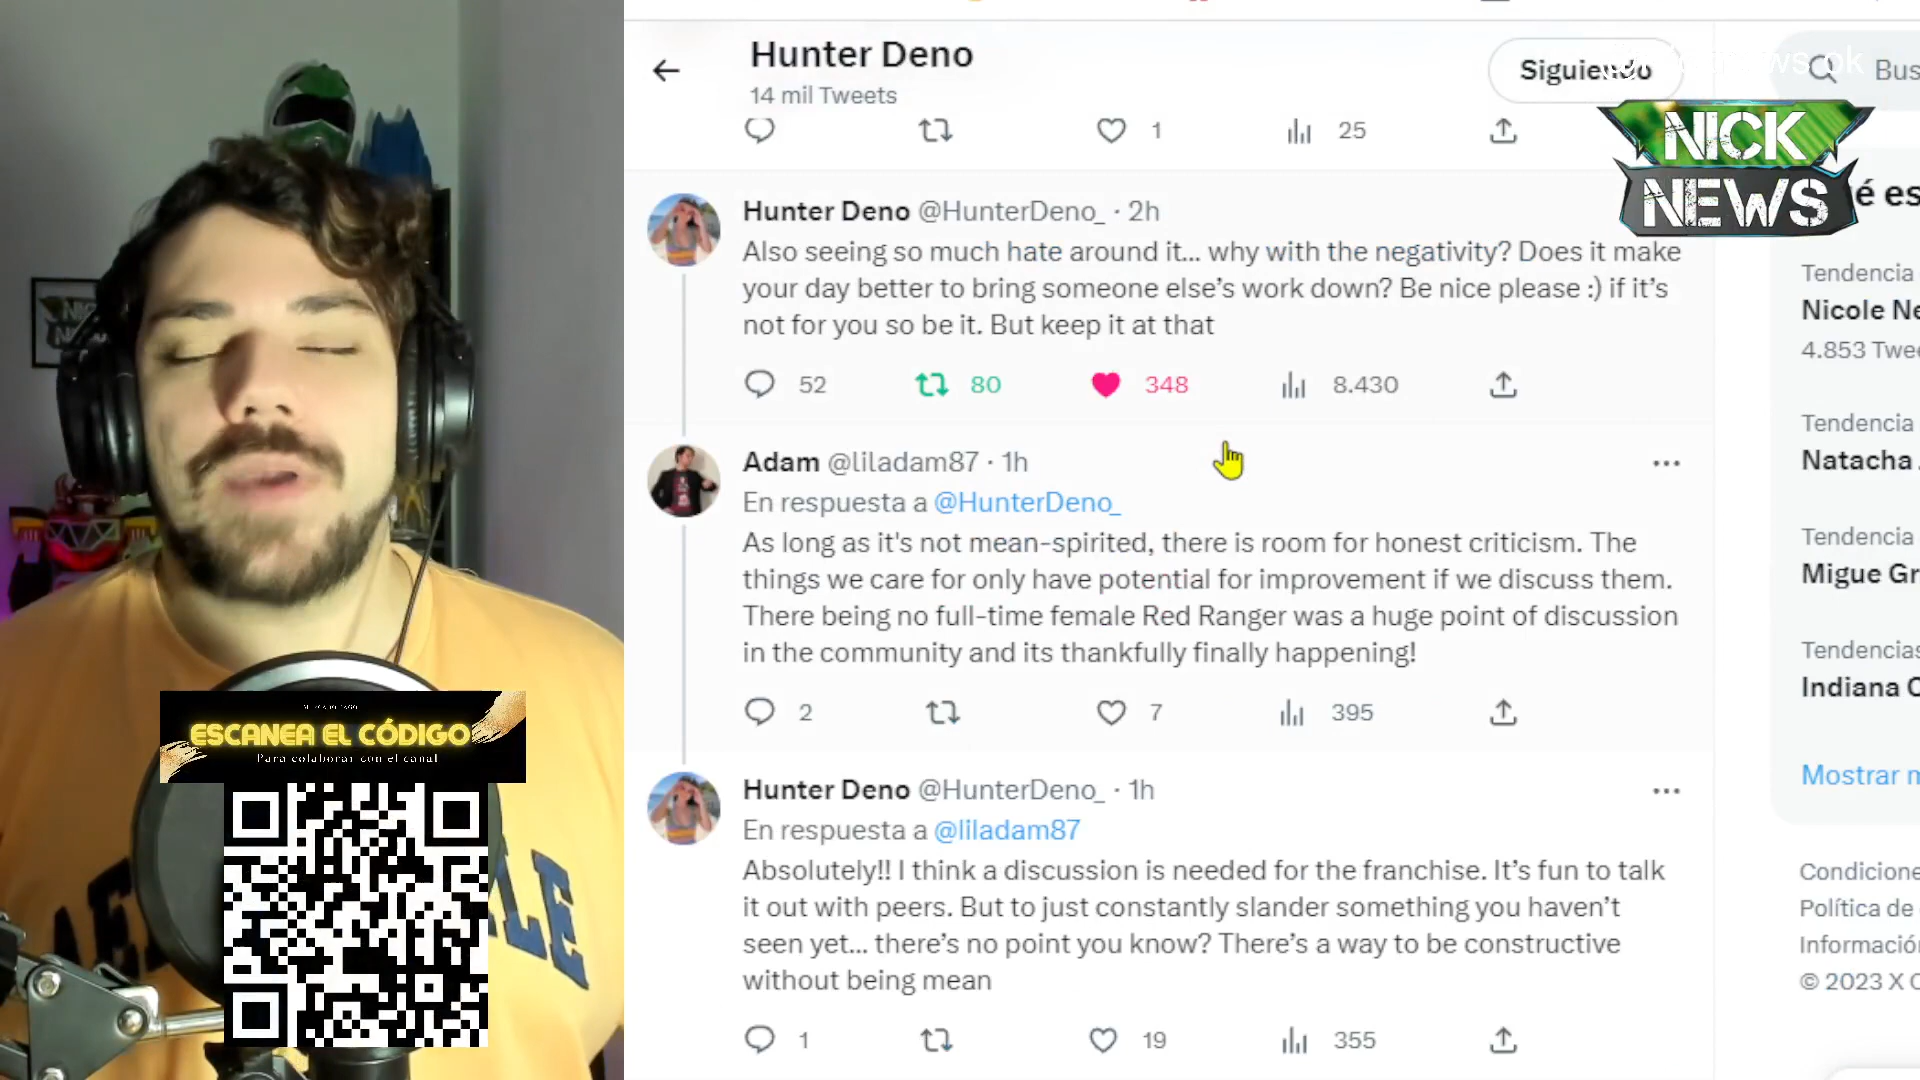 Hunter Deno
14 mil Tweets
Siguiendo
Bus
1
25
NICK
NEWS
é es
Hunter Deno @HunterDeno_ · 2h
Also seeing so much hate around it... why with the negativity? Does it make
your day better to bring someone else's work down? Be nice please :) if it's
not for you so be it. But keep it at that
52
80
348
8.430
Adam @liladam87 · 1h
En respuesta a @HunterDeno_
As long as it's not mean-spirited, there is room for honest criticism. The
things we care for only have potential for improvement if we discuss them.
There being no full-time female Red Ranger was a huge point of discussion
in the community and its thankfully finally happening!
2
7
395
Hunter Deno @HunterDeno_ · 1h
En respuesta a @liladam87
Absolutely!! I think a discussion is needed for the franchise. It's fun to talk
it out with peers. But to just constantly slander something you haven't
seen yet... there's no point you know? There's a way to be constructive
without being mean
1
19
355
Tendencia
Nicole Ne
4.853 Twee
Tendencia
Natacha
Tendencia
Migue Gr
Tendencias
Indiana
Mostrar m
Condicione
Política de
Informació
© 2023 X C
ESCANEA EL CÓDIGO
Para colaborar con el canal